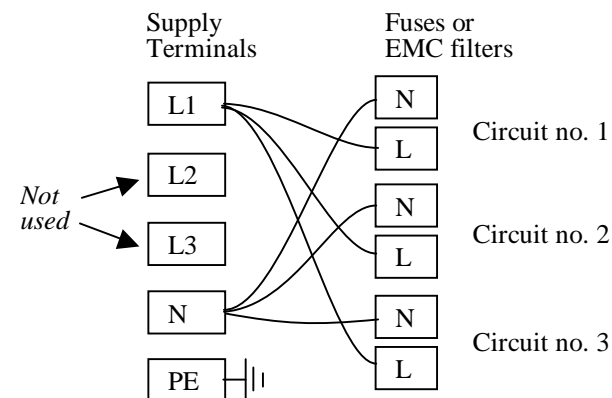 Supply
Terminals
Fuses or
EMC filters
L1
L2
L3
N
PE
Not
used
N
L
Circuit no. 1
N
L
Circuit no. 2
N
L
Circuit no. 3